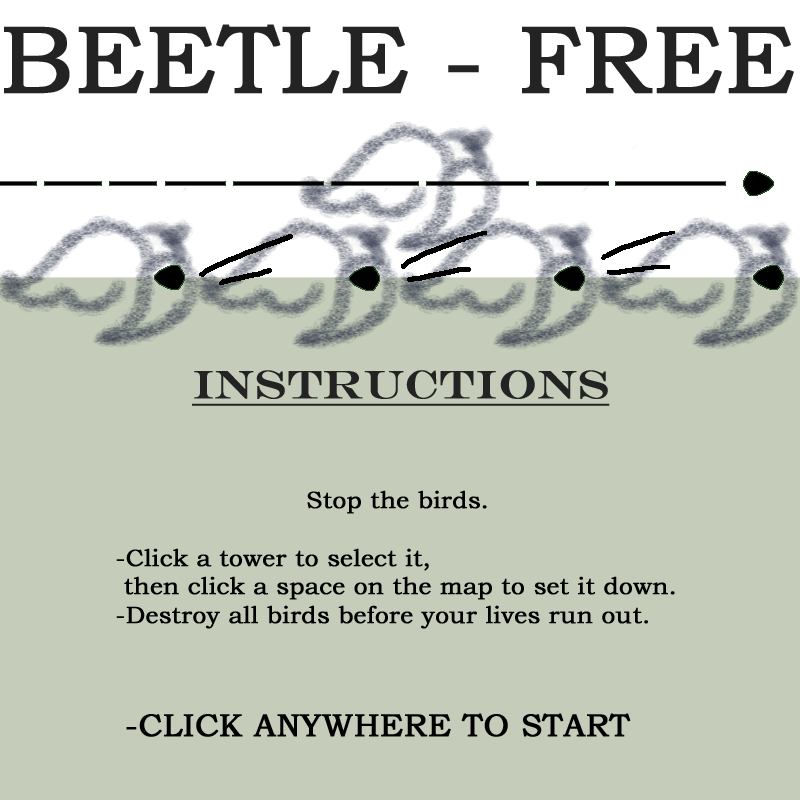 BEETLE - FREE
INSTRUCTIONS
Stop the birds.
-Click a tower to select it,
then click a space on the map to set it down.
-Destroy all birds before your lives run out.
-CLICK ANYWHERE TO START